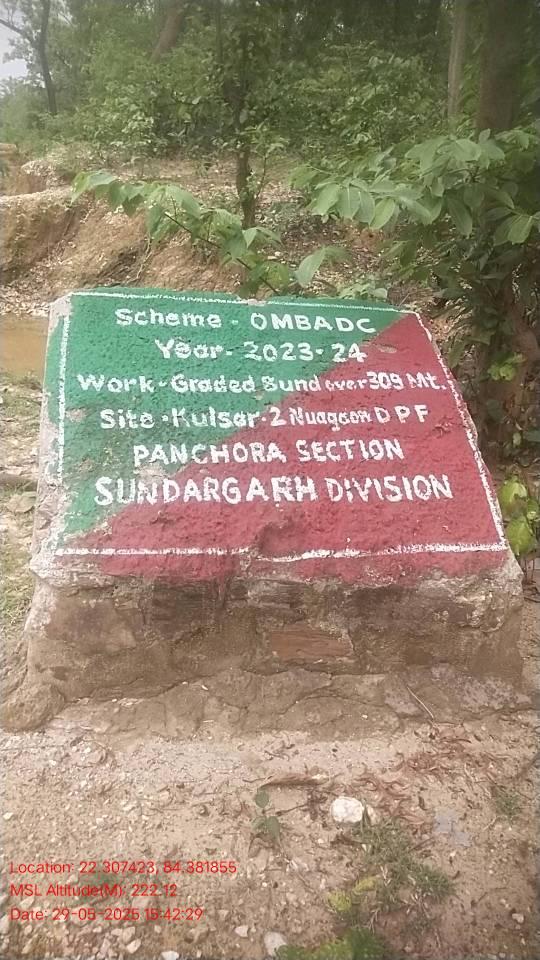 Scheme - OMBADC
Year - 2023-24
Work - Graded Bund over 309 Mt.
Site - Kulsar-2 Nuagaon DPF
PANCHORA SECTION
SUNDARGARH DIVISION
Location: 22.307423, 84.381855
MSL Altitude(M): 222.12
Date: 29-05-2025 15:42:29